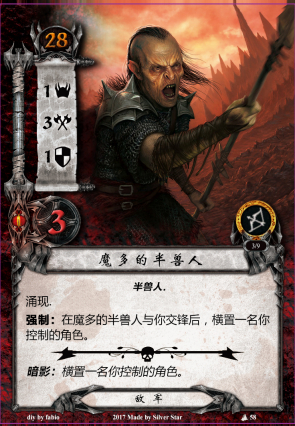 28
1
3
1
3
3/9
魔多的半兽人
半兽人.
涌现.
强制：在魔多的半兽人与你交锋后，横置一名你
控制的角色。
暗影：横置一名你控制的角色。
敌军
diy by fabio 2017 Made by Silver Star 58